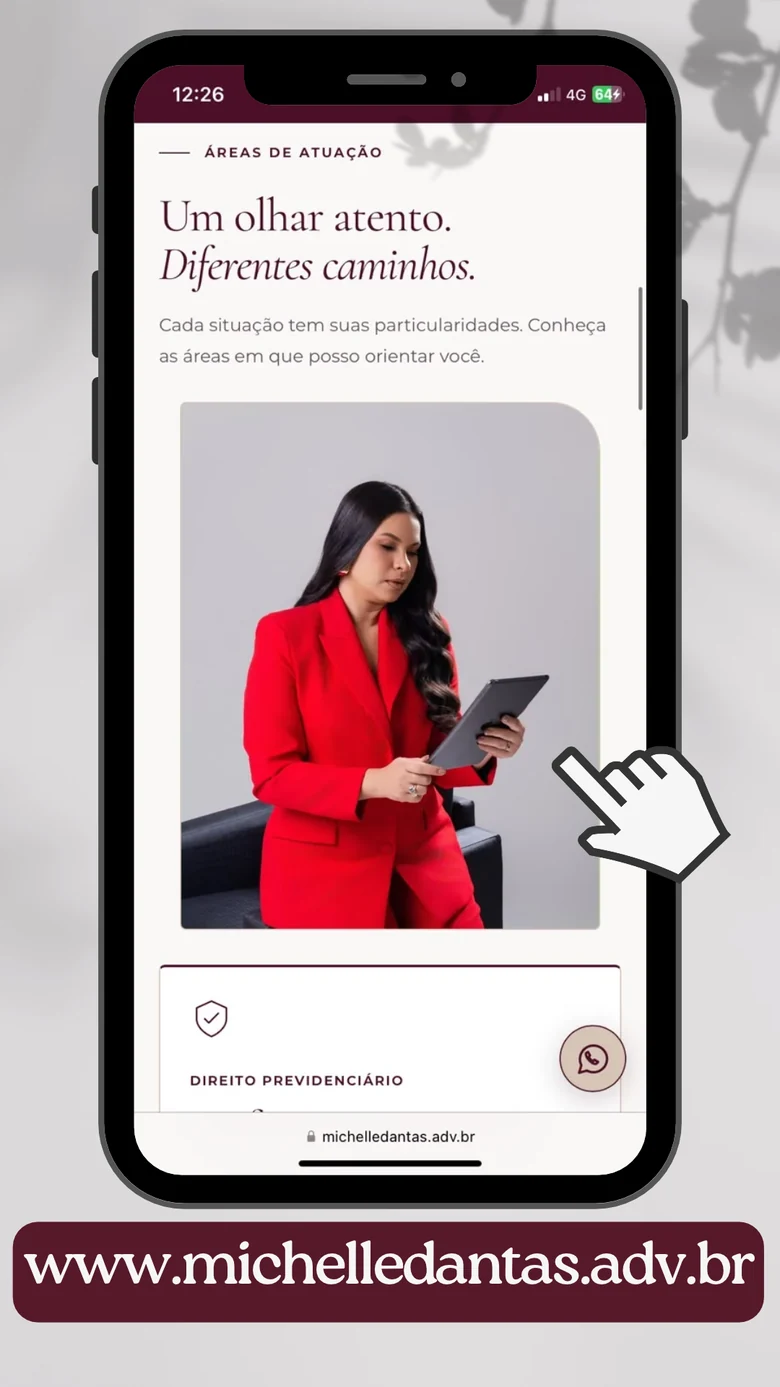 12:26
4G
64
ÁREAS DE ATUAÇÃO
Um olhar atento.
Diferentes caminhos.
Cada situação tem suas particularidades. Conheça
as áreas em que posso orientar você.
DIREITO PREVIDENCIÁRIO
michelledantas.adv.br
www.michelledantas.adv.br